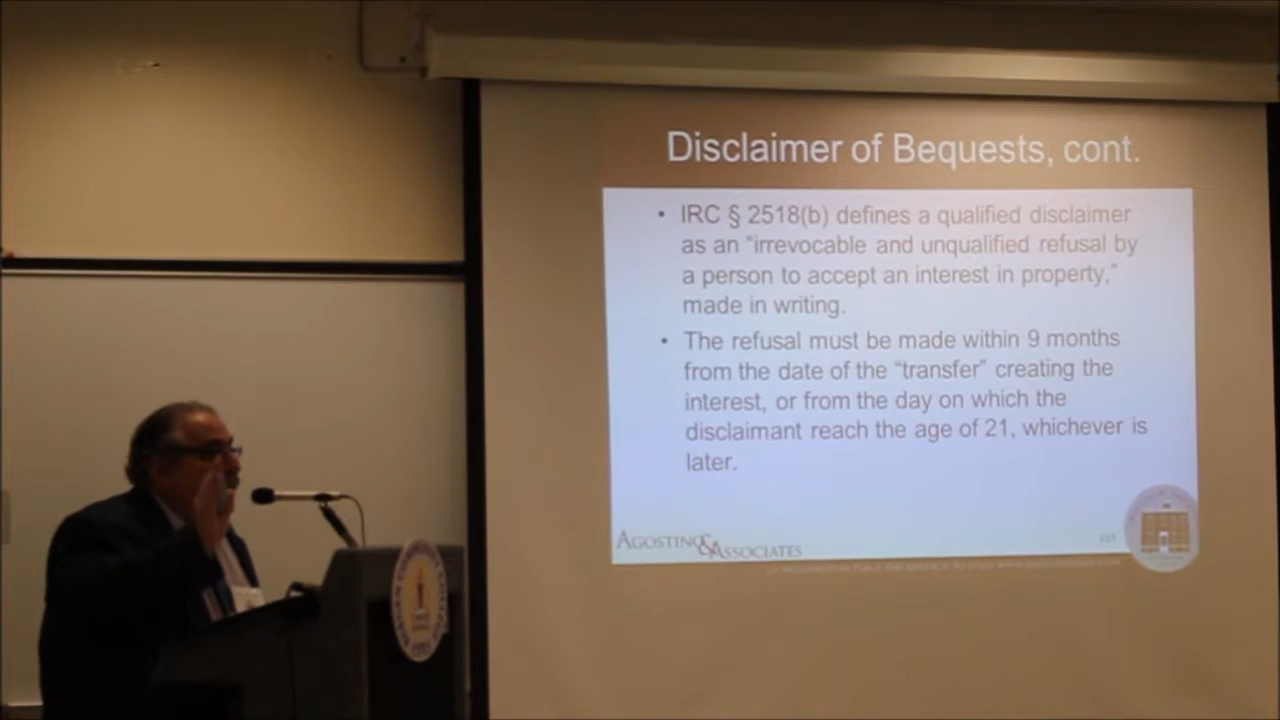 Disclaimer of Bequests, cont.
• IRC § 2518(b) defines a qualified disclaimer
as an “irrevocable and unqualified refusal by
a person to accept an interest in property,”
made in writing.
• The refusal must be made within 9 months
from the date of the “transfer” creating the
interest, or from the day on which the
disclaimant reach the age of 21, whichever is
later.
AGOSTINO & ASSOCIATES